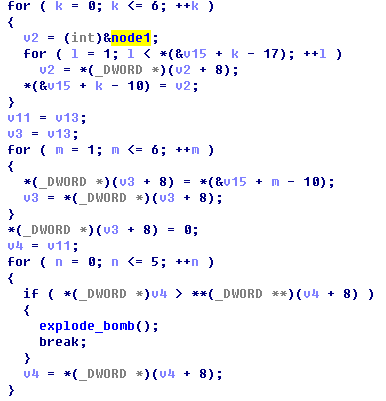 for ( k = 0; k <= 6; ++k )
{
v2 = (int)&node1;
for ( l = 1; l < *(&v15 + k - 17); ++l )
v2 = *(_DWORD *)(v2 + 8);
*(&v15 + k - 10) = v2;
}
v11 = v13;
v3 = v13;
for ( m = 1; m <= 6; ++m )
{
*(_DWORD *)(v3 + 8) = *(&v15 + m - 10);
v3 = *(_DWORD *)(v3 + 8);
}
*(_DWORD *)(v3 + 8) = 0;
v4 = v11;
for ( n = 0; n <= 5; ++n )
{
if ( *(_DWORD *)v4 > **(_DWORD **)(v4 + 8) )
{
explode_bomb();
break;
}
v4 = *(_DWORD *)(v4 + 8);
}